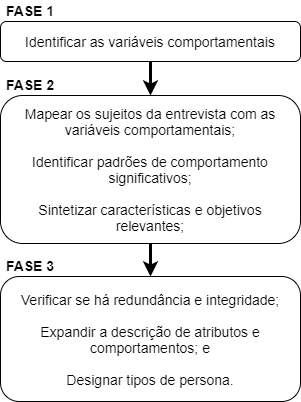 FASE 1
Identificar as variáveis comportamentais
FASE 2
Mapear os sujeitos da entrevista com as
variáveis comportamentais;
Identificar padrões de comportamento
significativos;
Sintetizar características e objetivos
relevantes;
FASE 3
Verificar se há redundância e integridade;
Expandir a descrição de atributos e
comportamentos; e
Designar tipos de persona.